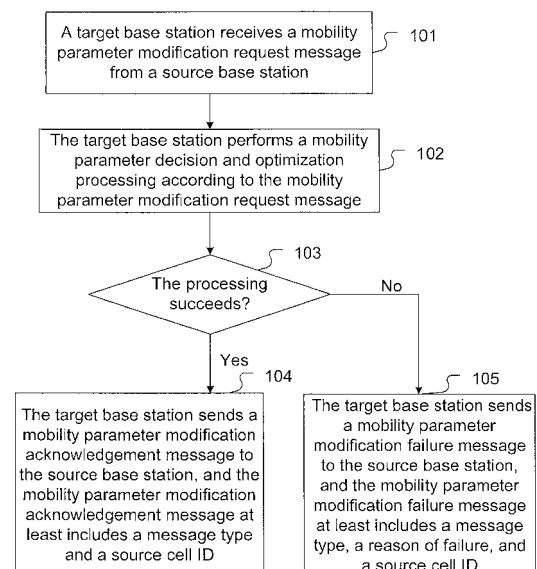 A target base station receives a mobility
parameter modification request message
from a source base station
101
The target base station performs a mobility
parameter decision and optimization
processing according to the mobility
parameter modification request message
102
103
The processing
succeeds?
No
Yes
104
The target base station sends a
mobility parameter modification
acknowledgement message to
the source base station, and the
mobility parameter modification
acknowledgement message at
least includes a message type
and a source cell ID
105
The target base station sends
a mobility parameter
modification failure message
to the source base station,
and the mobility parameter
modification failure message
at least includes a message
type, a reason of failure, and
a source cell ID